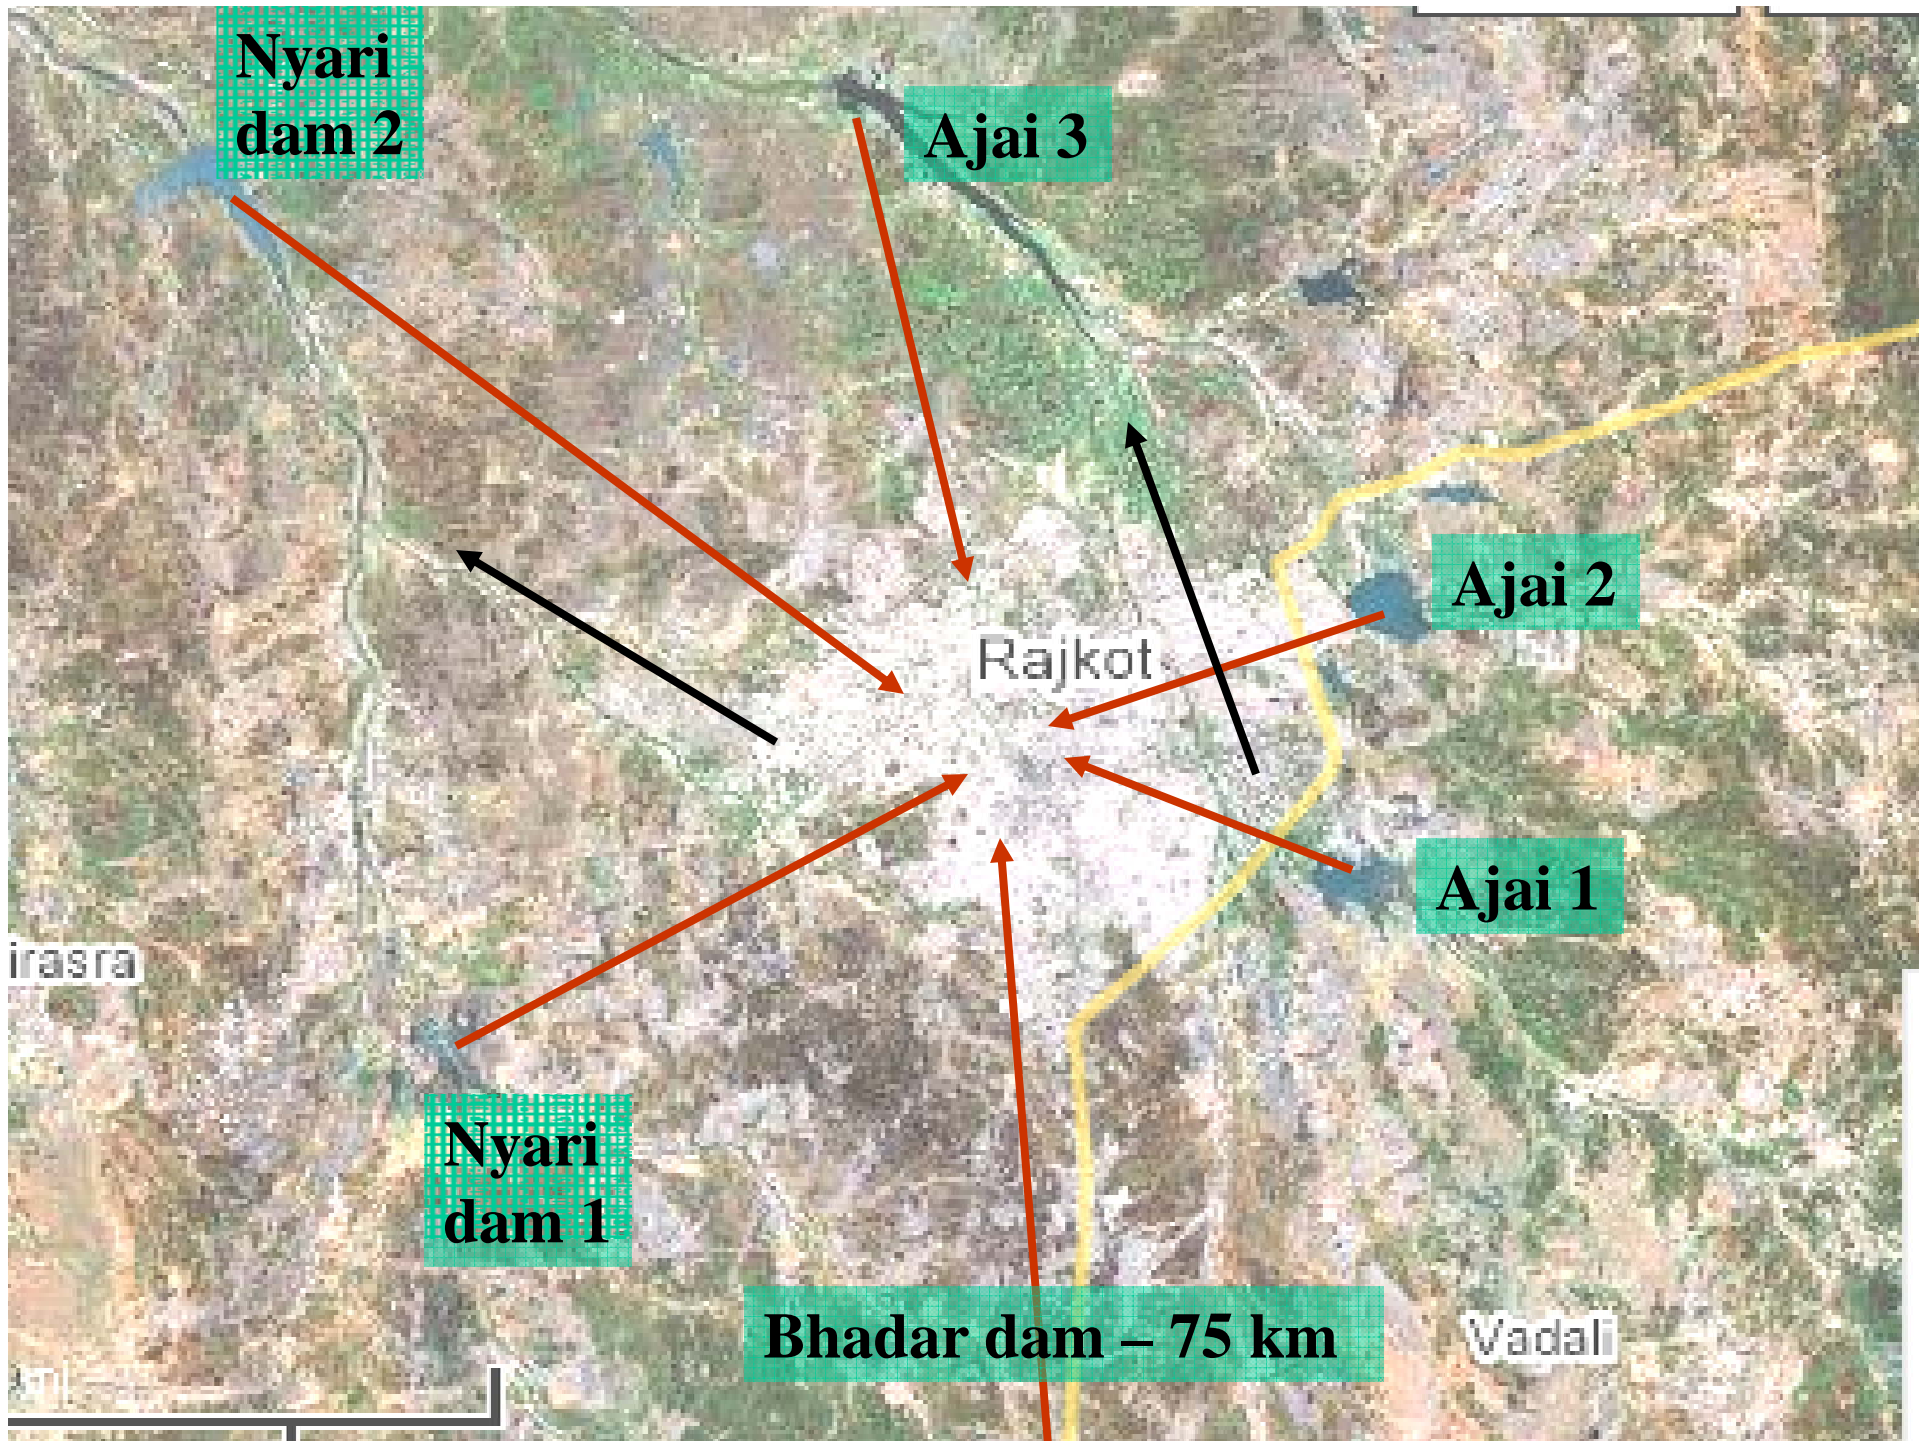 Nyari
dam 2
Ajai 3
Ajai 2
Rajkot
Ajai 1
irasra
Nyari
dam 1
Bhadar dam – 75 km
Vadali